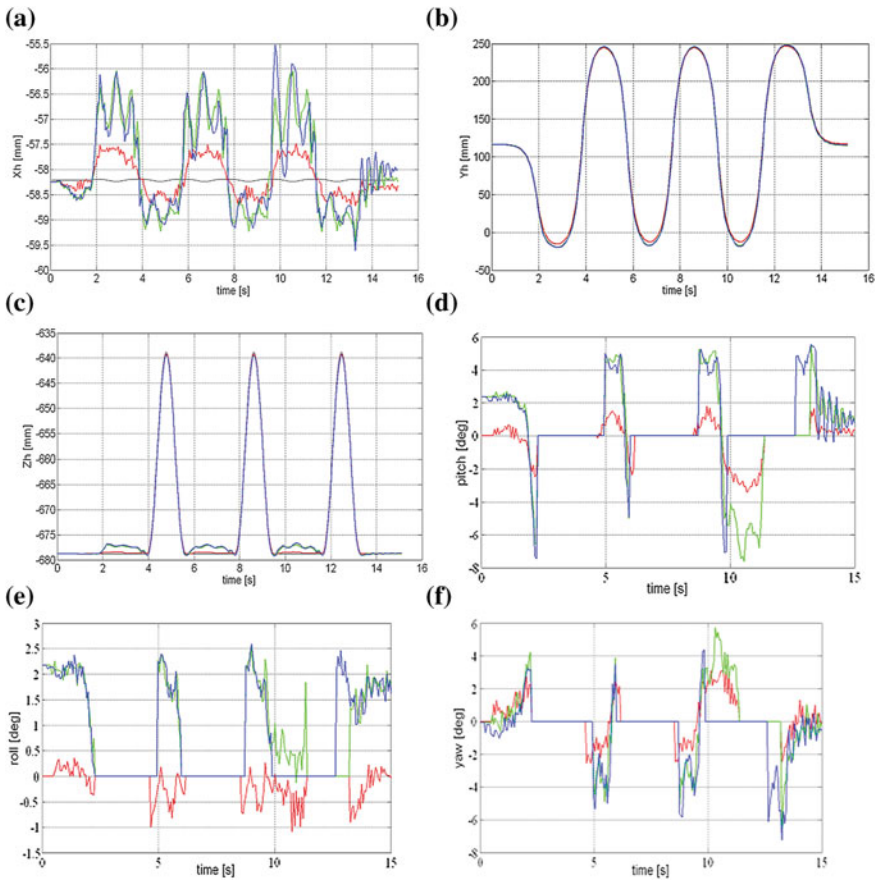 (a)
-55.5
-56
-56.5
-57
-57.5
-58
-58.5
-59
-59.5
-60
Xh [mm]
0 2 4 6 8 10 12 14 16
time [s]
(b)
250
200
150
100
50
0
-50
Yh [mm]
0 2 4 6 8 10 12 14 16
time [s]
(c)
-635
-640
-645
-650
-655
-660
-665
-670
-675
-680
Zh [mm]
0 2 4 6 8 10 12 14 16
time [s]
(d)
6
4
2
0
-2
-4
-6
-8
pitch [deg]
0 5 10 15
time [s]
(e)
3
2.5
2
1.5
1
0.5
0
-0.5
-1
-1.5
roll [deg]
0 5 10 15
time [s]
(f)
6
4
2
0
-2
-4
-6
-8
yaw [deg]
0 5 10 15
time [s]